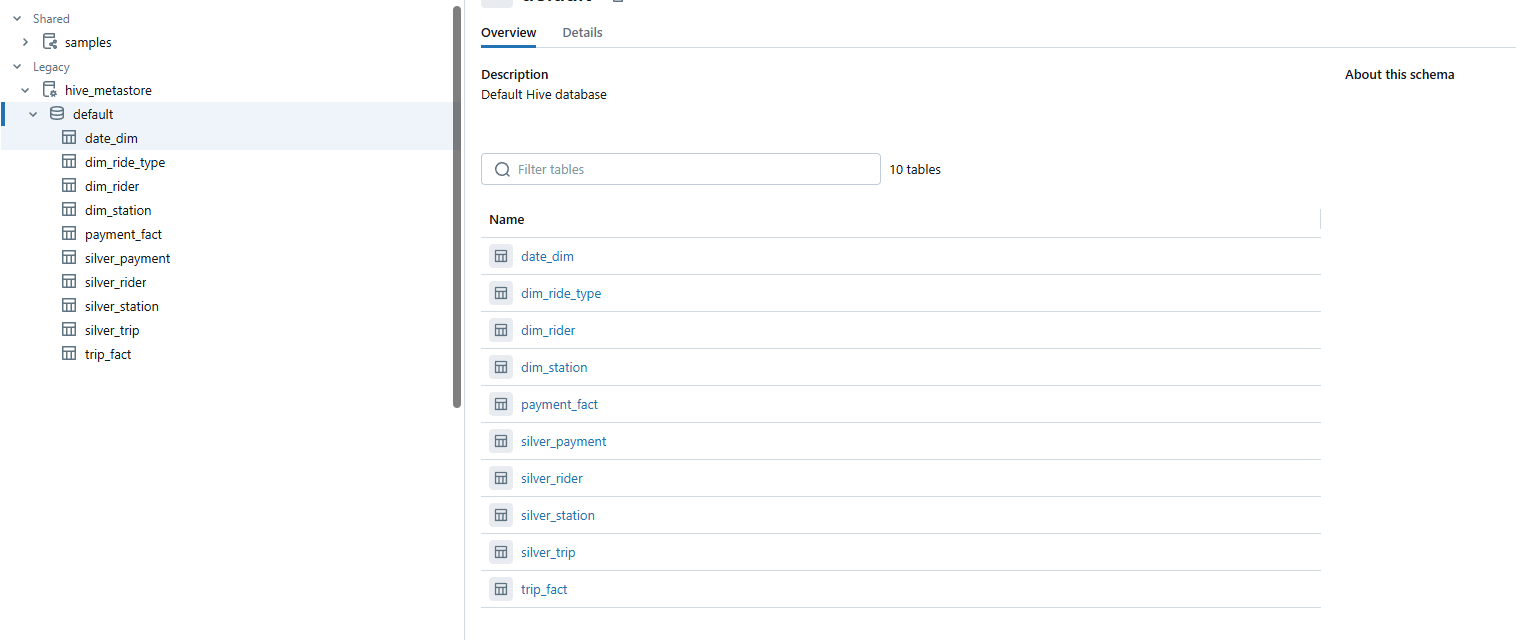 Shared
samples
Legacy
hive_metastore
default
date_dim
dim_ride_type
dim_rider
dim_station
payment_fact
silver_payment
silver_rider
silver_station
silver_trip
trip_fact
Overview Details
Description
Default Hive database
About this schema
Filter tables 10 tables
Name
date_dim
dim_ride_type
dim_rider
dim_station
payment_fact
silver_payment
silver_rider
silver_station
silver_trip
trip_fact